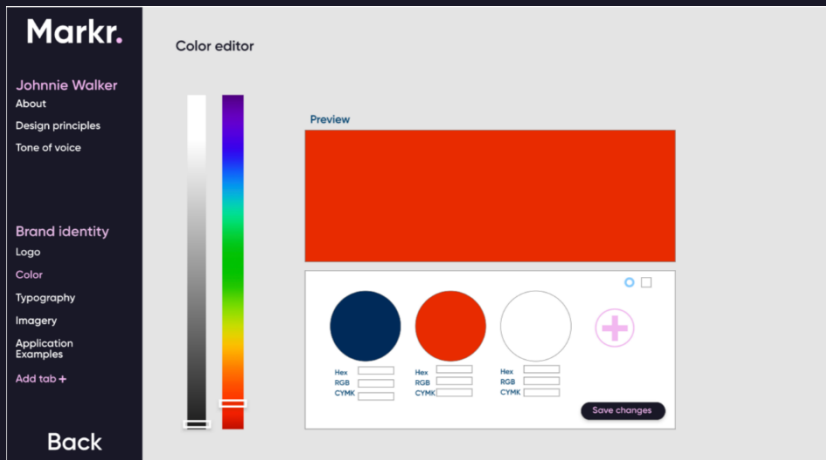 Markr.
Johnnie Walker
About
Design principles
Tone of voice
Brand identity
Logo
Color
Typography
Imagery
Application
Examples
Add tab +
Back
Color editor
Preview
Hex
RGB
CYMK
Hex
RGB
CYMK
Hex
RGB
CYMK
Save changes